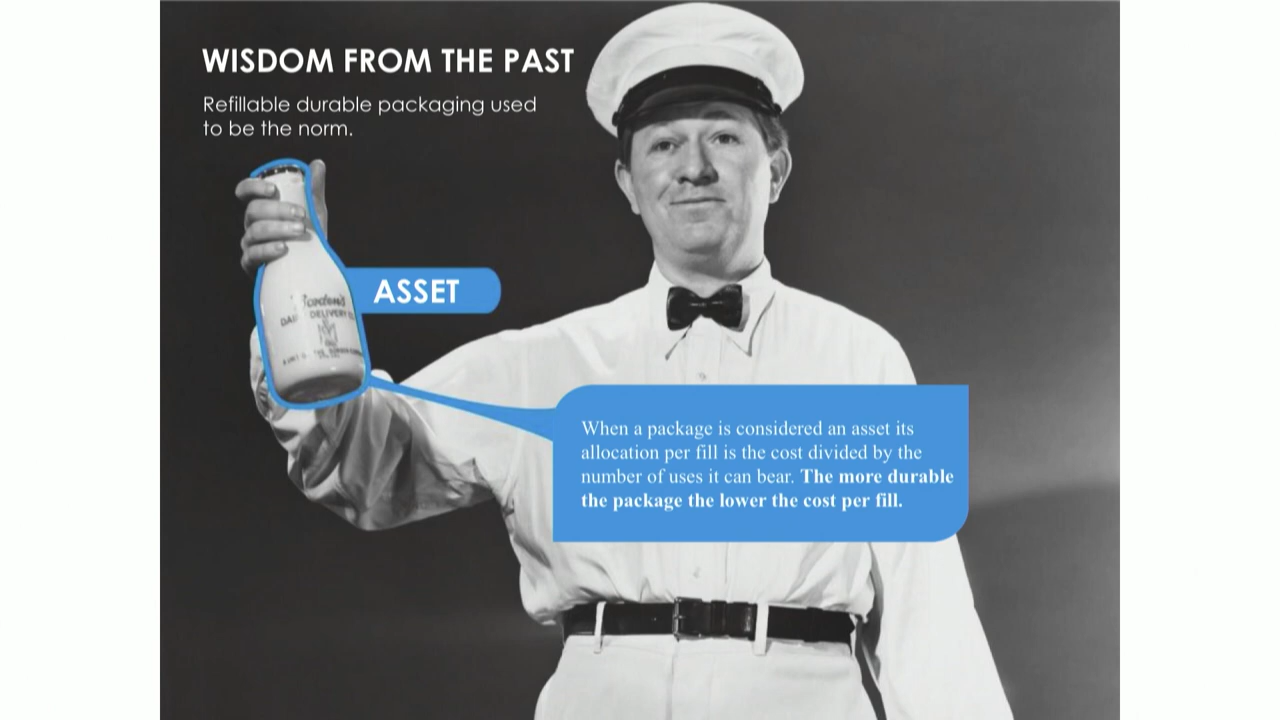 WISDOM FROM THE PAST
Refillable durable packaging used
to be the norm.
ASSET
DELIVERY
When a package is considered an asset its
allocation per fill is the cost divided by the
number of uses it can bear. The more durable
the package the lower the cost per fill.